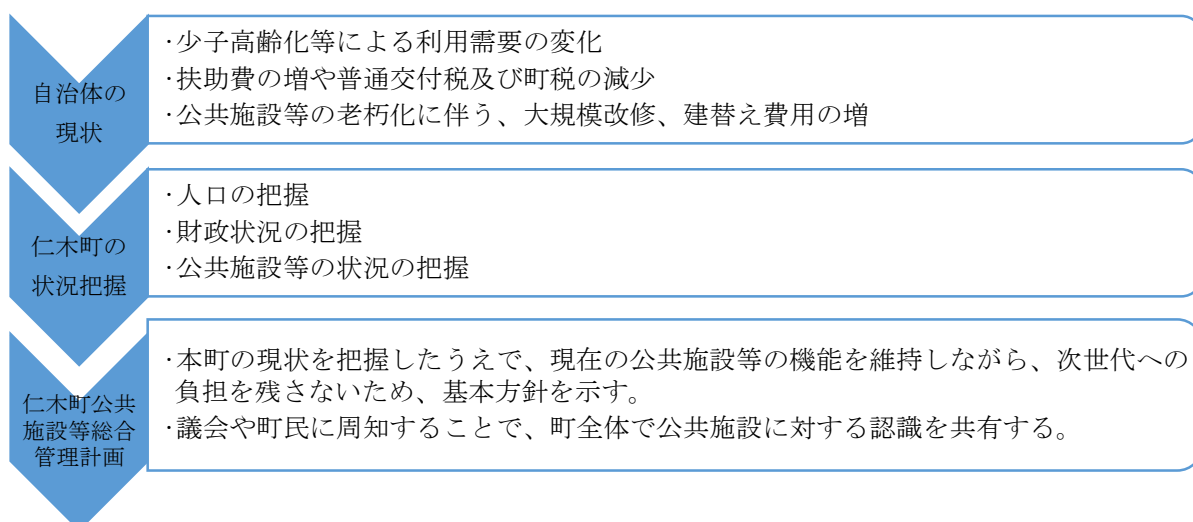 自治体の
現状
・少子高齢化等による利用需要の変化
・扶助費の増や普通交付税及び町税の減少
・公共施設等の老朽化に伴う、大規模改修、建替え費用の増
仁木町の
状況把握
・人口の把握
・財政状況の把握
・公共施設等の状況の把握
仁木町公共
施設等総合
管理計画
・本町の現状を把握したうえで、現在の公共施設等の機能を維持しながら、次世代への
負担を残さないため、基本方針を示す。
・議会や町民に周知することで、町全体で公共施設に対する認識を共有する。